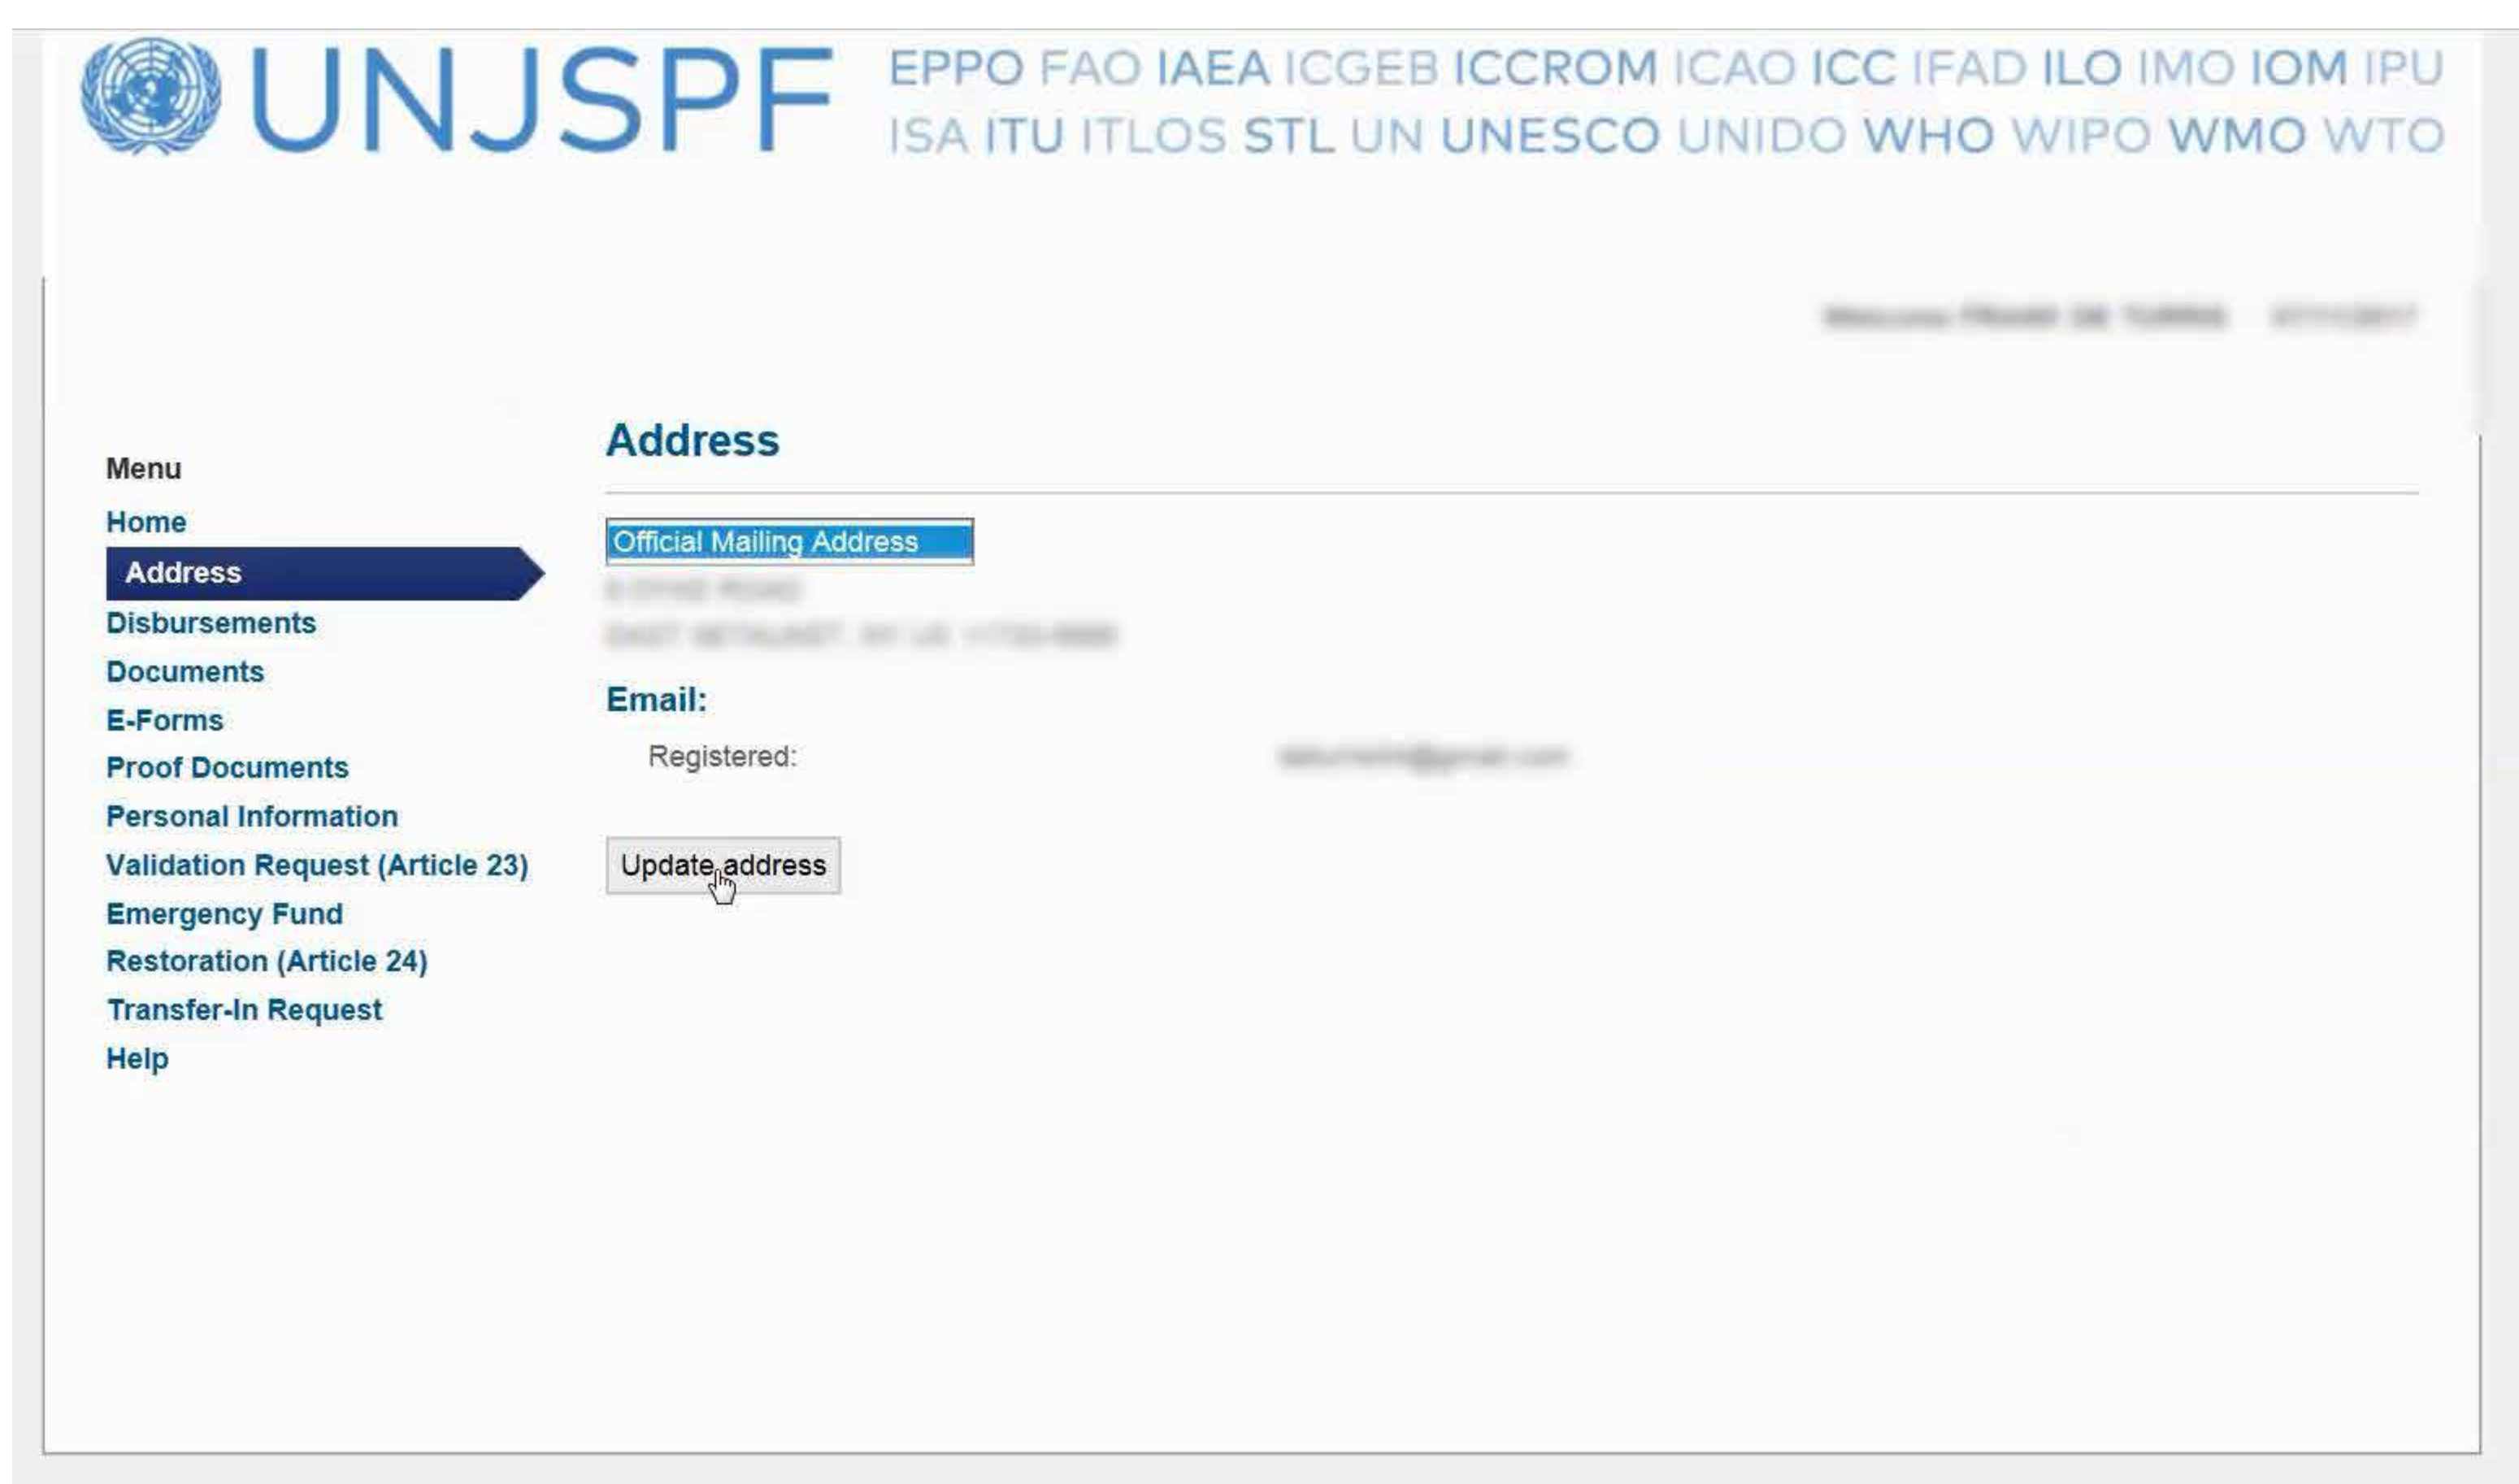 UNJSPF
EPPO FAO IAEA ICGEB ICCROM ICAO ICC IFAD ILO IMO IOM IPU
ISA ITU ITLOS STL UN UNESCO UNIDO WHO WIPO WMO WTO
Menu
Home
Address
Disbursements
Documents
E-Forms
Proof Documents
Personal Information
Validation Request (Article 23)
Emergency Fund
Restoration (Article 24)
Transfer-In Request
Help
Address
Official Mailing Address
Email:
Registered:
Update address